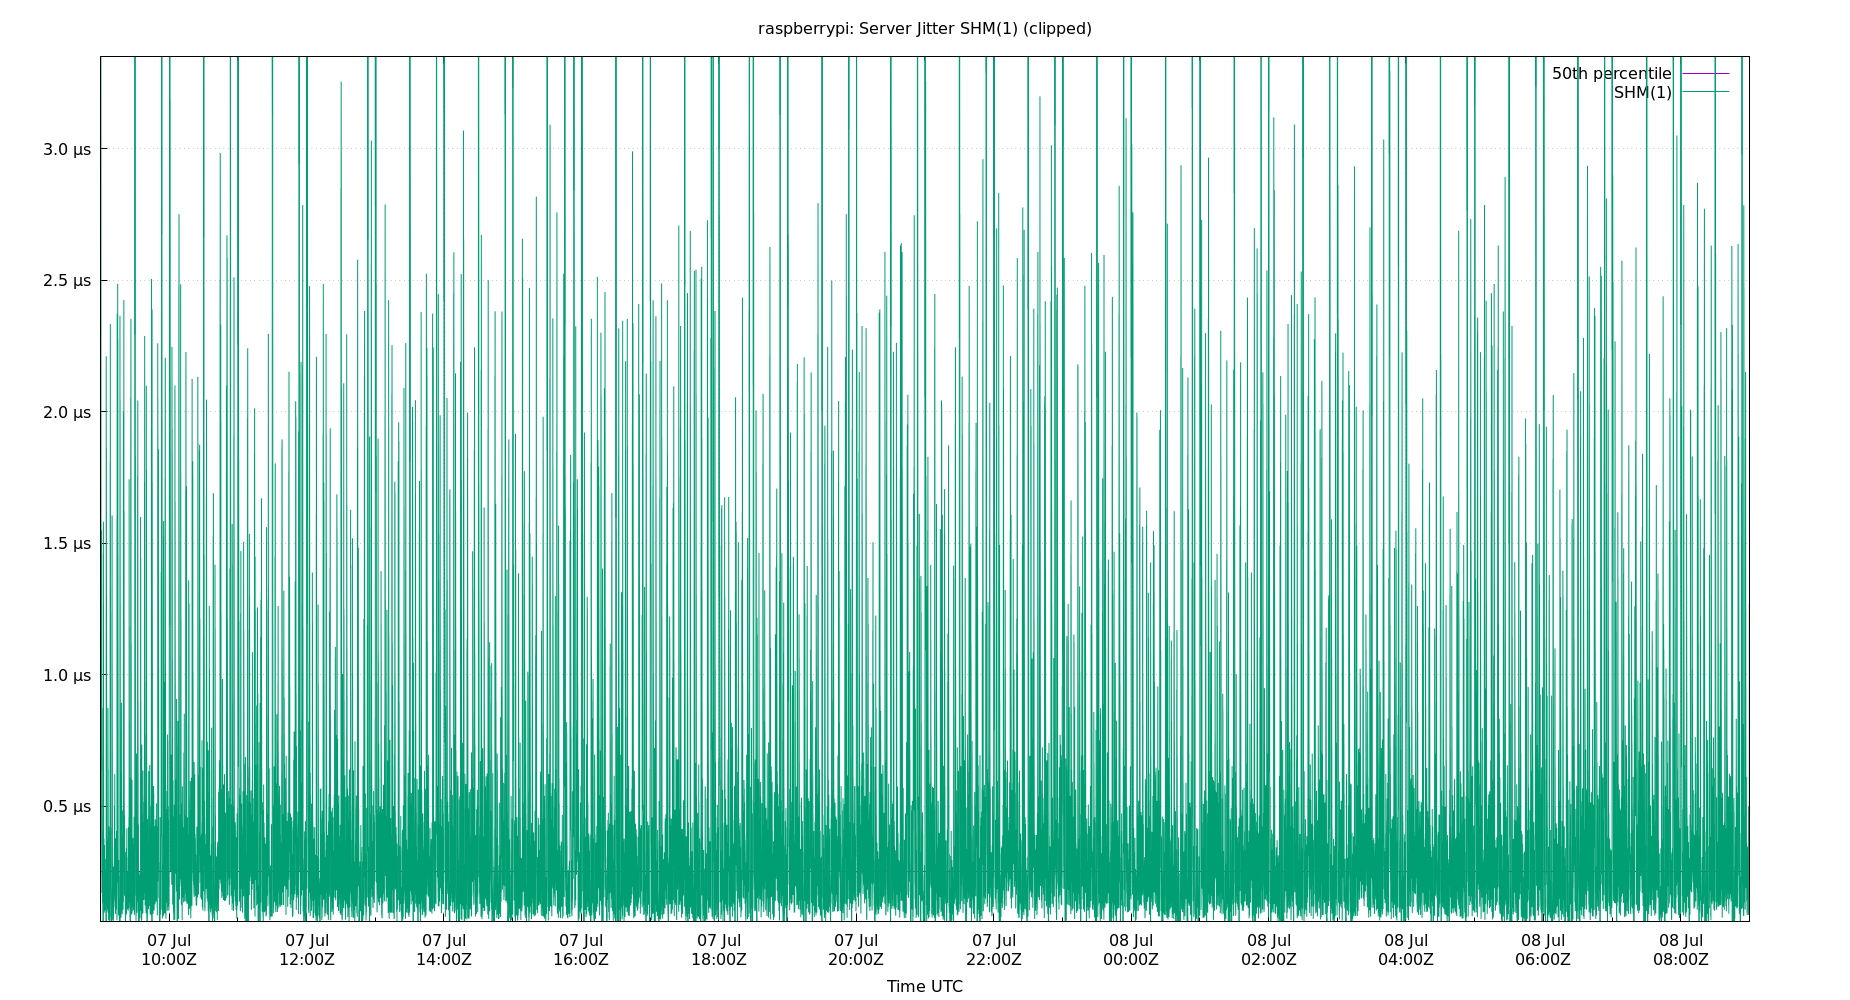 raspberrypi: Server Jitter SHM(1) (clipped)
50th percentile
SHM(1)
3.0 µs
2.5 µs
2.0 µs
1.5 µs
1.0 µs
0.5 µs
07 Jul 07 Jul 07 Jul 07 Jul 07 Jul 07 Jul 07 Jul 08 Jul 08 Jul 08 Jul 08 Jul 08 Jul
10:00Z 12:00Z 14:00Z 16:00Z 18:00Z 20:00Z 22:00Z 00:00Z 02:00Z 04:00Z 06:00Z 08:00Z
Time UTC